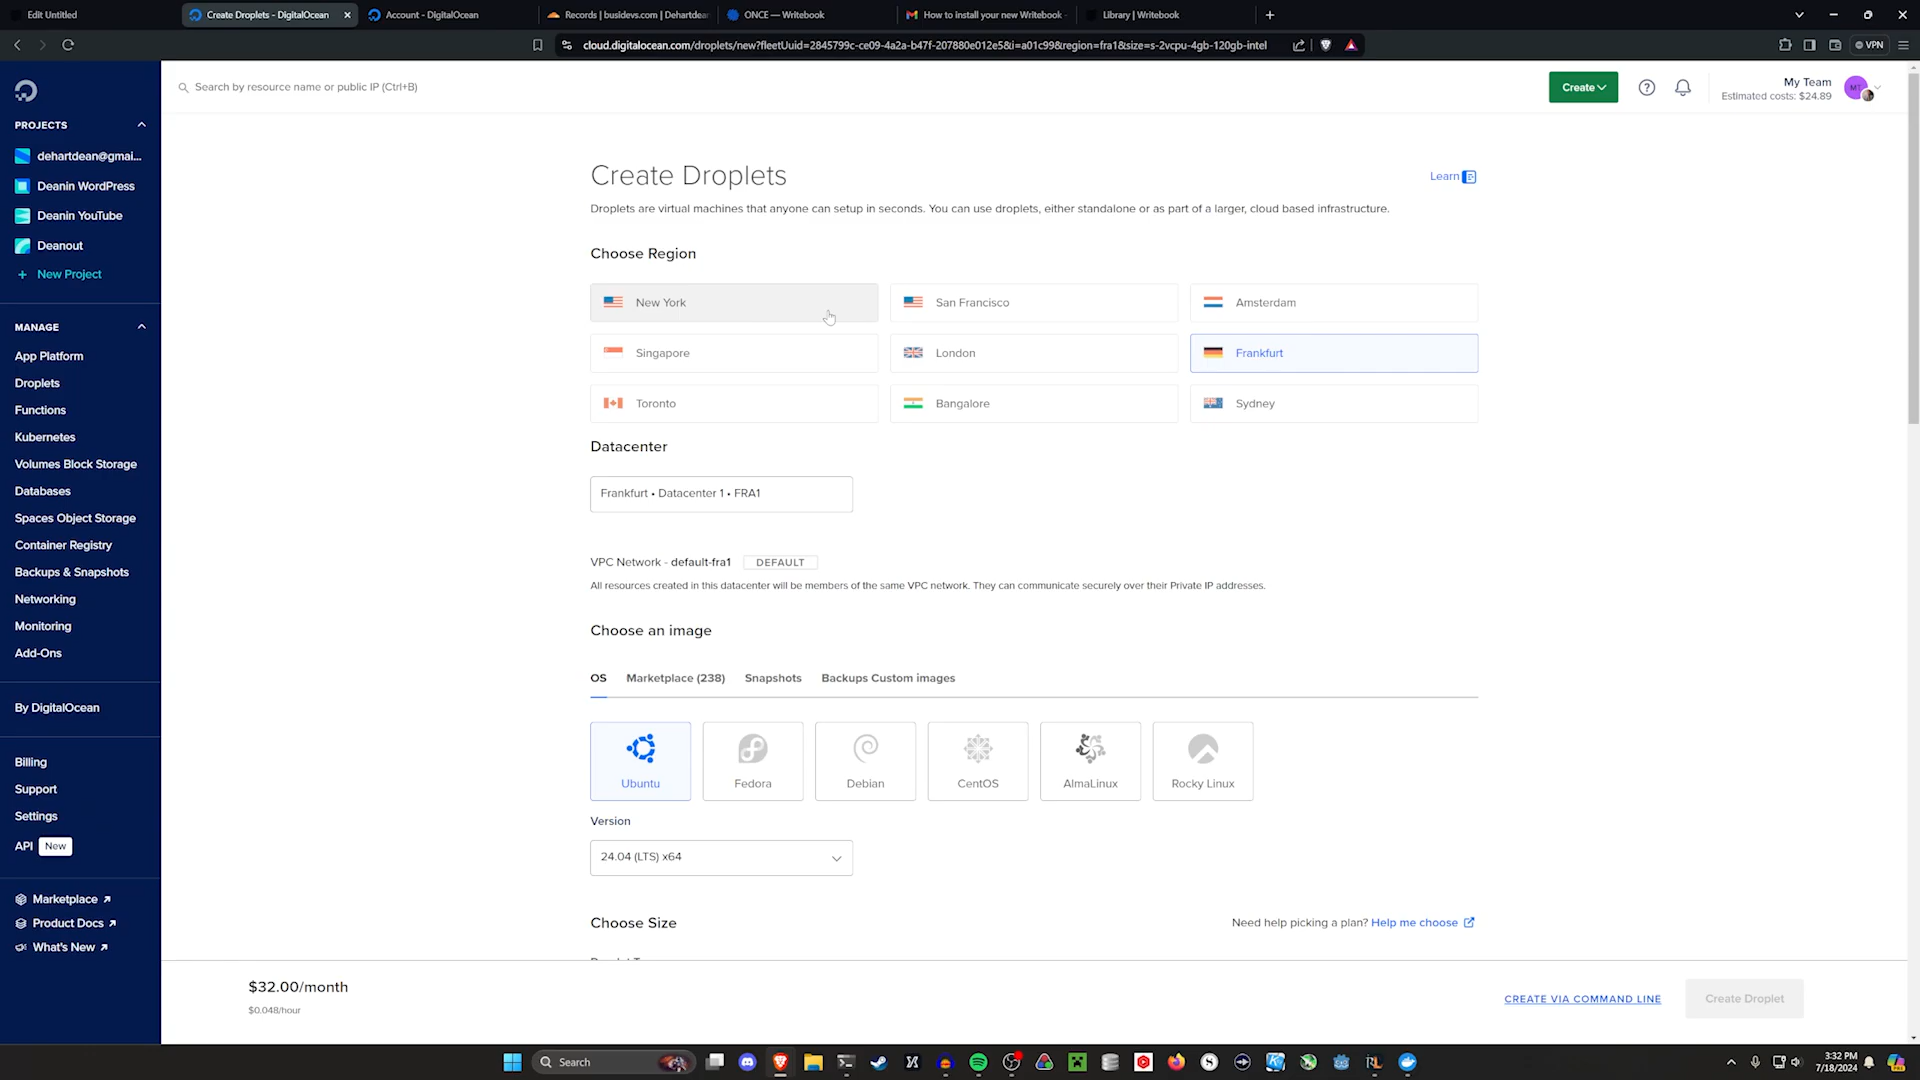 Edit Untitled
Create Droplets - DigitalOcean
Account - DigitalOcean
Records | busidevs.com | Dehartdean
ONCE — Writebook
How to install your new Writebook -
Library | Writebook
cloud.digitalocean.com/droplets/new?fleetUuid=2845799c-ce09-4a2a-b47f-207880e012e5&i=a01c99&region=fra1&size=s-2vcpu-4gb-120gb-intel
VPN
Search by resource name or public IP (Ctrl+B)
Create
My Team
Estimated costs: $24.89
MT
PROJECTS
dehartdean@gmai...
Deanin WordPress
Deanin YouTube
Deanout
+ New Project
MANAGE
App Platform
Droplets
Functions
Kubernetes
Volumes Block Storage
Databases
Spaces Object Storage
Container Registry
Backups & Snapshots
Networking
Monitoring
Add-Ons
By DigitalOcean
Billing
Support
Settings
API New
Marketplace
Product Docs
What's New
Create Droplets
Learn
Droplets are virtual machines that anyone can setup in seconds. You can use droplets, either standalone or as part of a larger, cloud based infrastructure.
Choose Region
New York
San Francisco
Amsterdam
Singapore
London
Frankfurt
Toronto
Bangalore
Sydney
Datacenter
Frankfurt • Datacenter 1 • FRA1
VPC Network - default-fra1 DEFAULT
All resources created in this datacenter will be members of the same VPC network. They can communicate securely over their Private IP addresses.
Choose an image
OS Marketplace (238) Snapshots Backups Custom images
Ubuntu
Fedora
Debian
CentOS
AlmaLinux
Rocky Linux
Version
24.04 (LTS) x64
Choose Size
Need help picking a plan? Help me choose
$32.00/month
$0.048/hour
CREATE VIA COMMAND LINE
Create Droplet
Search
3:32 PM
7/18/2024